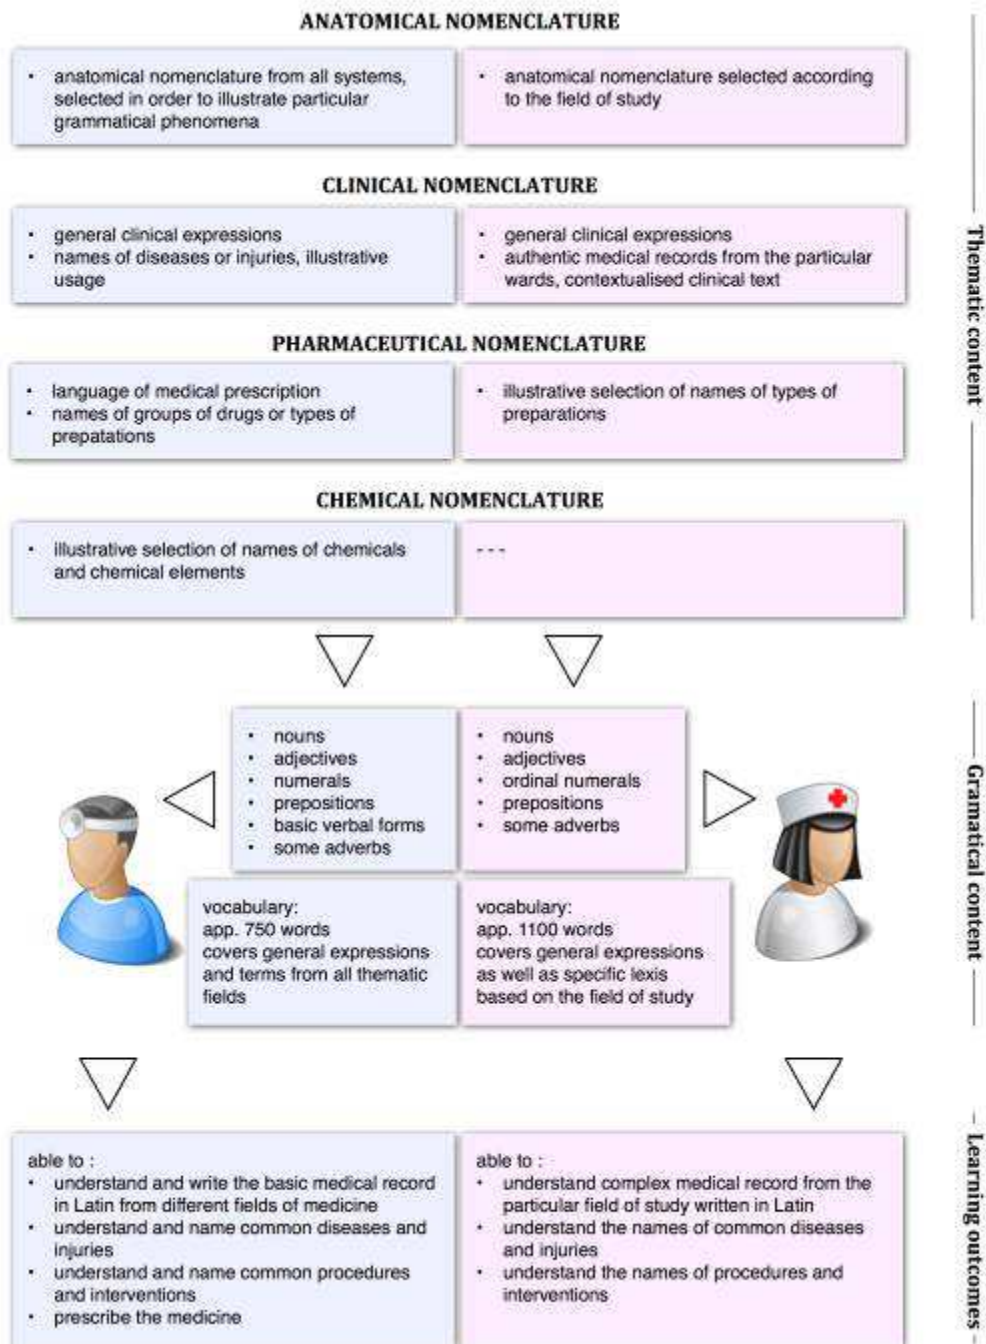 ANATOMICAL NOMENCLATURE
• anatomical nomenclature from all systems,
selected in order to illustrate particular
grammatical phenomena
• anatomical nomenclature selected according
to the field of study
CLINICAL NOMENCLATURE
• general clinical expressions
• names of diseases or injuries, illustrative
usage
• general clinical expressions
• authentic medical records from the particular
wards, contextualised clinical text
PHARMACEUTICAL NOMENCLATURE
• language of medical prescription
• names of groups of drugs or types of
prepatations
• illustrative selection of names of types of
preparations
CHEMICAL NOMENCLATURE
• illustrative selection of names of chemicals
and chemical elements
- - -
Thematic content
• nouns
• adjectives
• numerals
• prepositions
• basic verbal forms
• some adverbs
• nouns
• adjectives
• ordinal numerals
• prepositions
• some adverbs
vocabulary:
app. 750 words
covers general expressions
and terms from all thematic
fields
vocabulary:
app. 1100 words
covers general expressions
as well as specific lexis
based on the field of study
Gramatical content
able to :
• understand and write the basic medical record
in Latin from different fields of medicine
• understand and name common diseases and
injuries
• understand and name common procedures
and interventions
• prescribe the medicine
able to :
• understand complex medical record from the
particular field of study written in Latin
• understand the names of common diseases
and injuries
• understand the names of procedures and
interventions
Learning outcomes